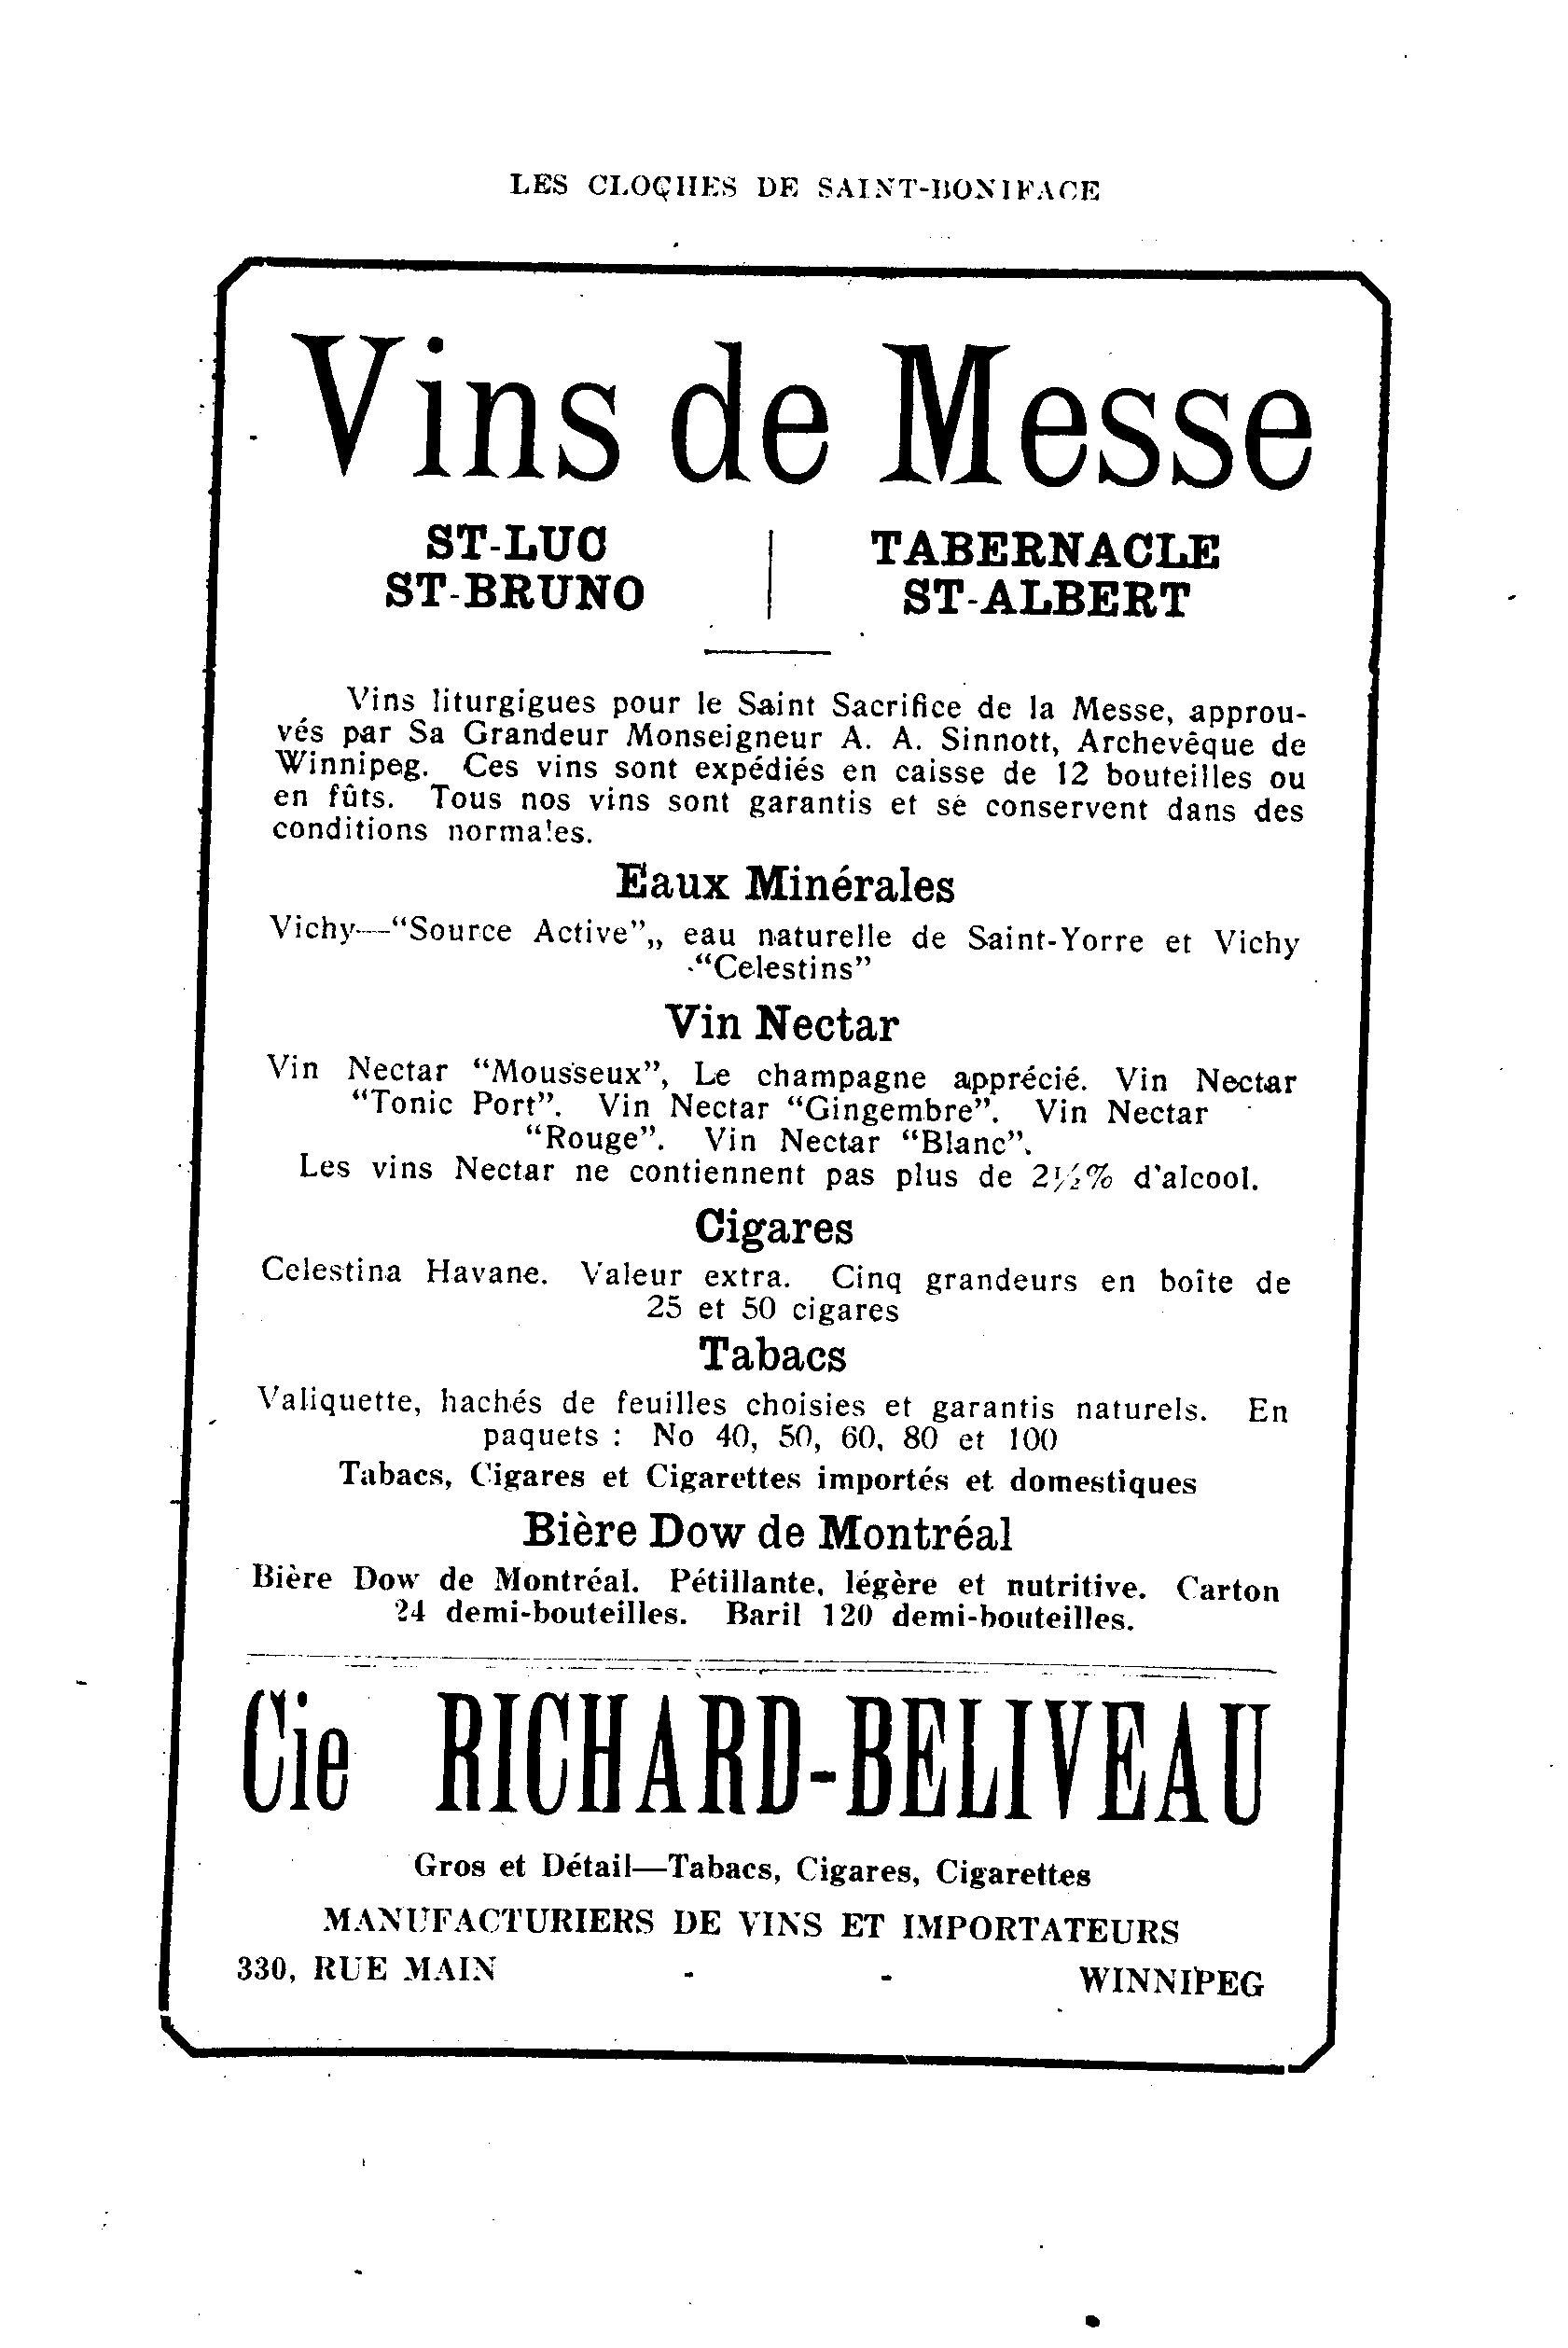 LES CLOCHES DE SAINT-BONIFACE
Vins de Messe
ST-LUC
ST-BRUNO
TABERNACLE
ST-ALBERT
Vins liturgigues pour le Saint Sacrifice de la Messe, approu-
vés par Sa Grandeur Monseigneur A. A. Sinnott, Archevêque de
Winnipeg. Ces vins sont expédiés en caisse de 12 bouteilles ou
en fûts. Tous nos vins sont garantis et se conservent dans des
conditions normales.
Eaux Minérales
Vichy—“Source Active”„ eau naturelle de Saint-Yorre et Vichy
“Celestins”
Vin Nectar
Vin Nectar “Mousseux”, Le champagne apprécié. Vin Nectar
“Tonic Port”. Vin Nectar “Gingembre”. Vin Nectar
“Rouge”. Vin Nectar “Blanc”.
Les vins Nectar ne contiennent pas plus de 2½% d'alcool.
Cigares
Celestina Havane. Valeur extra. Cinq grandeurs en boîte de
25 et 50 cigares
Tabacs
Valiquette, hachés de feuilles choisies et garantis naturels. En
paquets : No 40, 50, 60, 80 et 100
Tabacs, Cigares et Cigarettes importés et domestiques
Bière Dow de Montréal
Bière Dow de Montréal. Pétillante, légère et nutritive. Carton
24 demi-bouteilles. Baril 120 demi-bouteilles.
Cie RICHARD-BELIVEAU
Gros et Détail—Tabacs, Cigares, Cigarettes
MANUFACTURIERS DE VINS ET IMPORTATEURS
330, RUE MAIN - - WINNIPEG